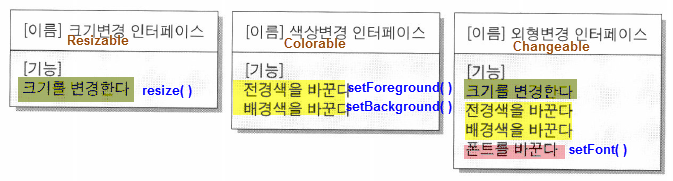 [이름] 크기변경 인터페이스
Resizable
[기능]
크기를 변경한다 resize( )
[이름] 색상변경 인터페이스
Colorable
[기능]
전경색을 바꾼다 setForeground( )
배경색을 바꾼다 setBackground( )
[이름] 외형변경 인터페이스
Changeable
[기능]
크기를 변경한다
전경색을 바꾼다
배경색을 바꾼다
폰트를 바꾼다 setFont( )